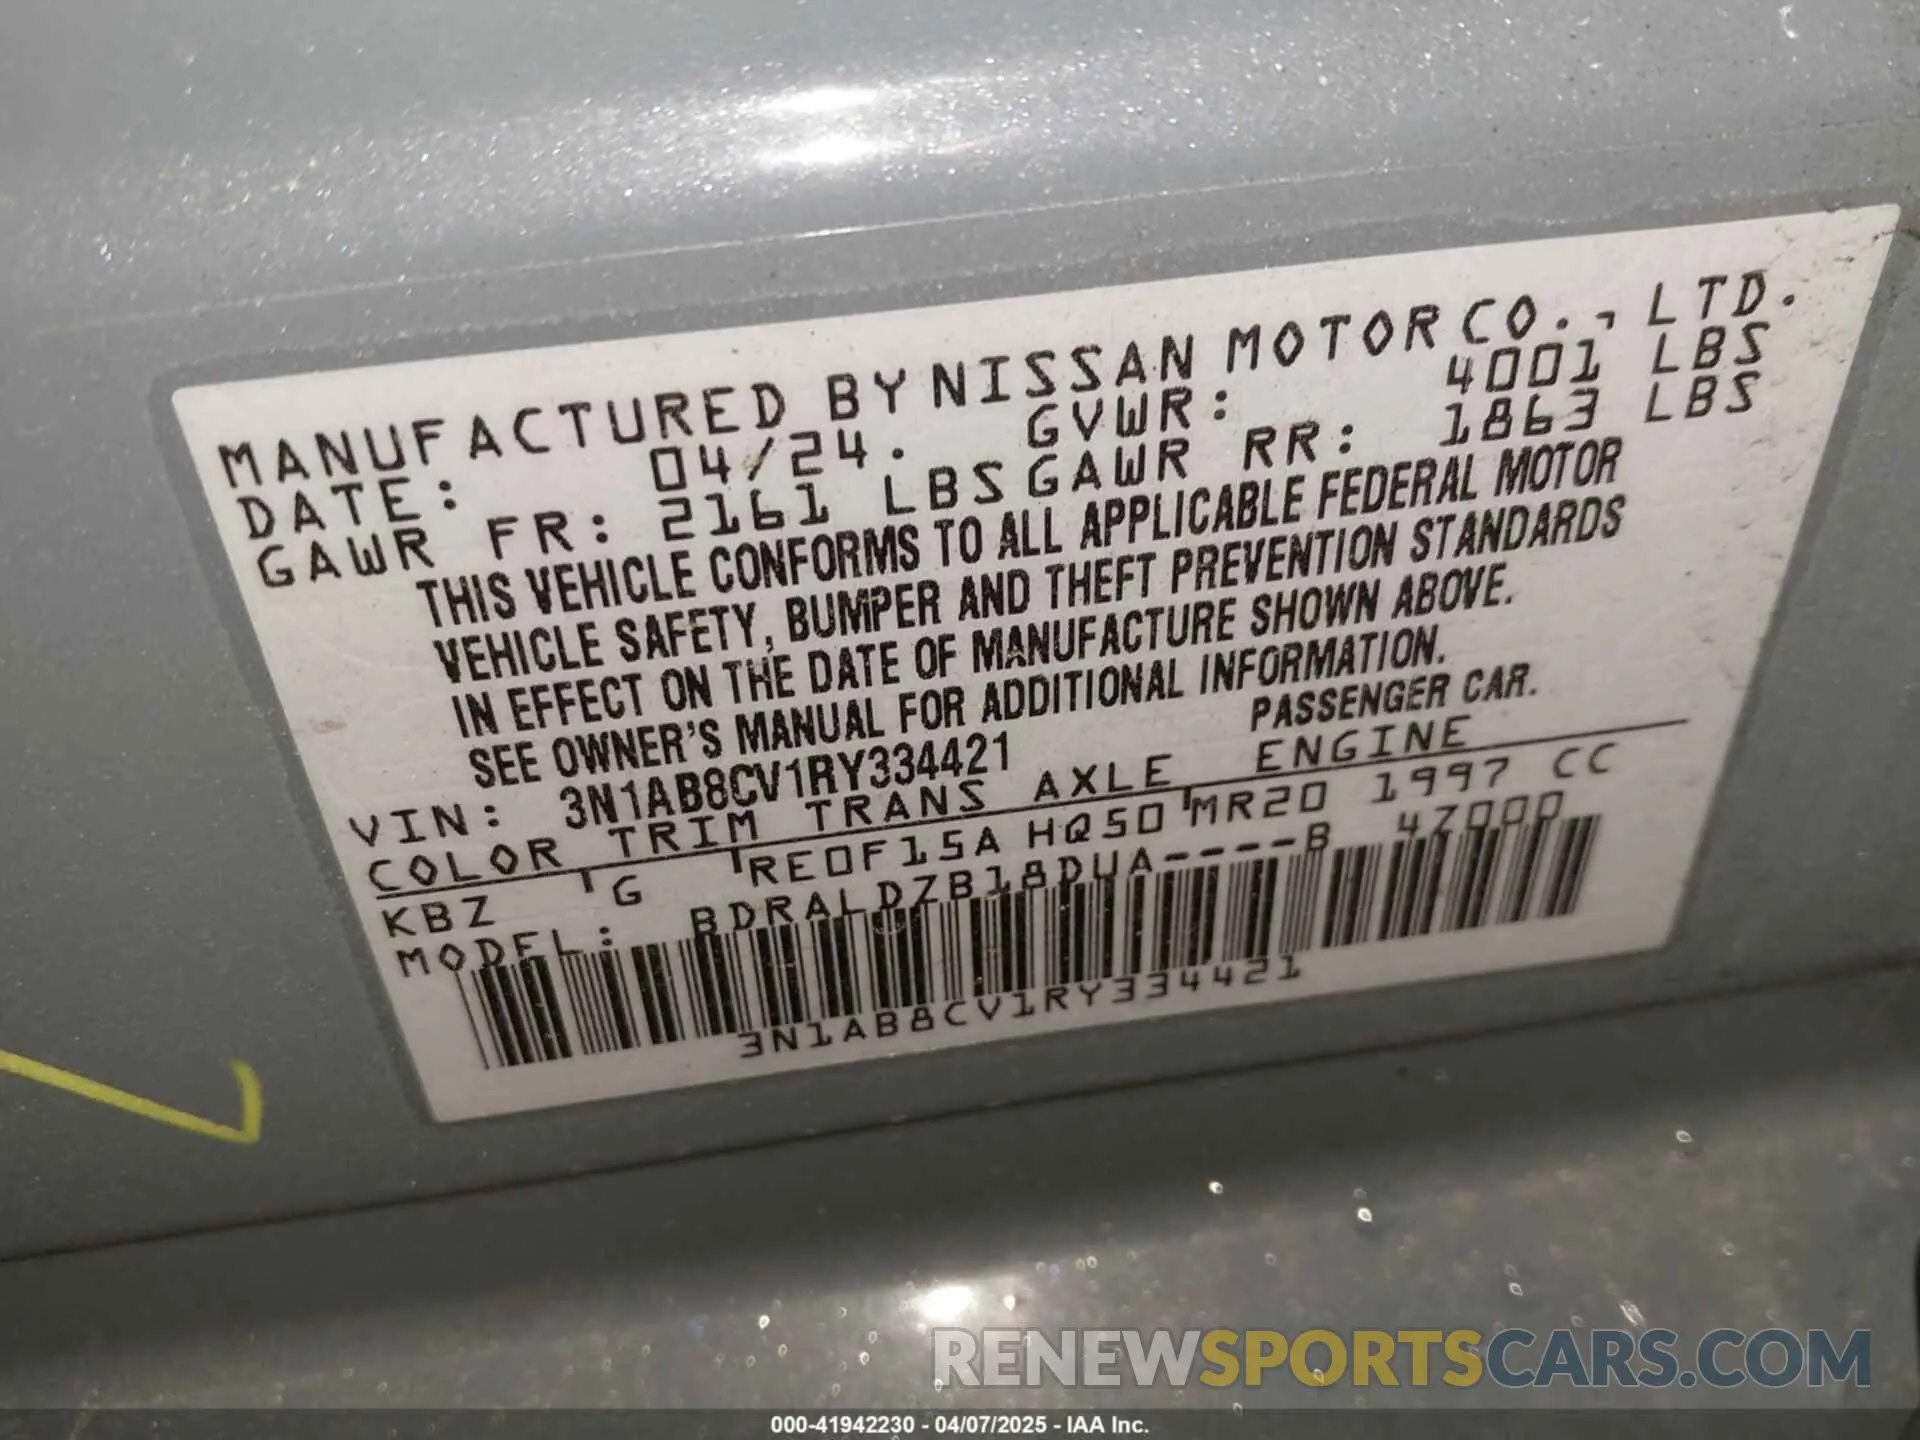 MANUFACTURED BY NISSAN MOTOR CO., LTD.
DATE: 04/24. GVWR: 4001 LBS
GAWR FR: 2161 LBS GAWR RR: 1863 LBS
THIS VEHICLE CONFORMS TO ALL APPLICABLE FEDERAL MOTOR
VEHICLE SAFETY, BUMPER AND THEFT PREVENTION STANDARDS
IN EFFECT ON THE DATE OF MANUFACTURE SHOWN ABOVE.
SEE OWNER'S MANUAL FOR ADDITIONAL INFORMATION.
VIN: 3N1AB8CV1RY334421 PASSENGER CAR.
COLOR TRIM TRANS AXLE ENGINE
KBZ G RE0F15A HQ50 MR20 1997 CC
MODEL: BDRALDZB18DUA----B 4Z000
3N1AB8CV1RY334421
RENEWSPORTSCARS.COM
000-41942230 - 04/07/2025 - IAA Inc.